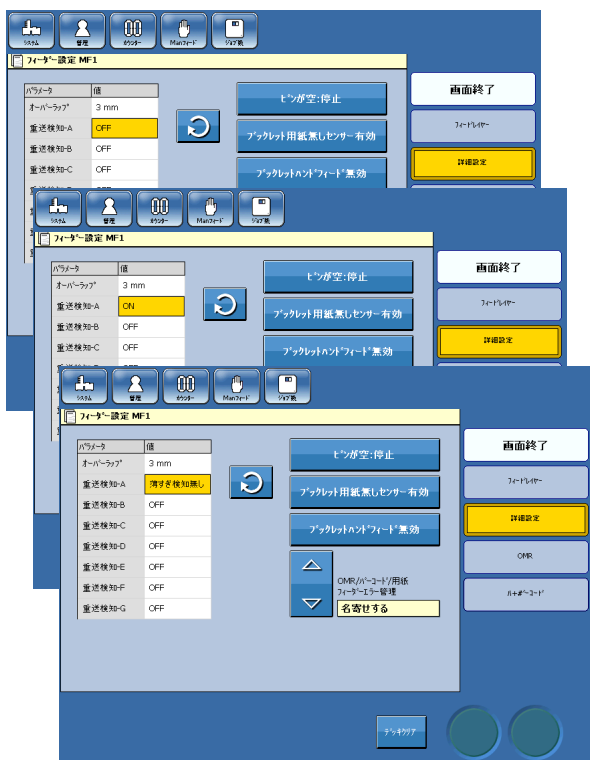 システム 管理 カウンター Manフィード ジョブ換
フィーダー設定 MF1
パラメータ 値
オーバーラップ 3 mm
重送検知-A OFF
重送検知-B OFF
重送検知-C OFF
ビンが空:停止
ブックレット用紙無しセンサー有効
ブックレットハンドフィード無効
画面終了
フィードレイヤー
詳細設定
システム 管理 カウンター Manフィード ジョブ換
フィーダー設定 MF1
パラメータ 値
オーバーラップ 3 mm
重送検知-A ON
重送検知-B OFF
重送検知-C OFF
ビンが空:停止
ブックレット用紙無しセンサー有効
ブックレットハンドフィード無効
画面終了
フィードレイヤー
詳細設定
システム 管理 カウンター Manフィード ジョブ換
フィーダー設定 MF1
パラメータ 値
オーバーラップ 3 mm
重送検知-A 薄すぎ検知無し
重送検知-B OFF
重送検知-C OFF
重送検知-D OFF
重送検知-E OFF
重送検知-F OFF
重送検知-G OFF
ビンが空:停止
ブックレット用紙無しセンサー有効
ブックレットハンドフィード無効
OMR/バーコード/用紙
フィーダーエラー管理
名寄せする
画面終了
フィードレイヤー
詳細設定
OMR
デッキクリア